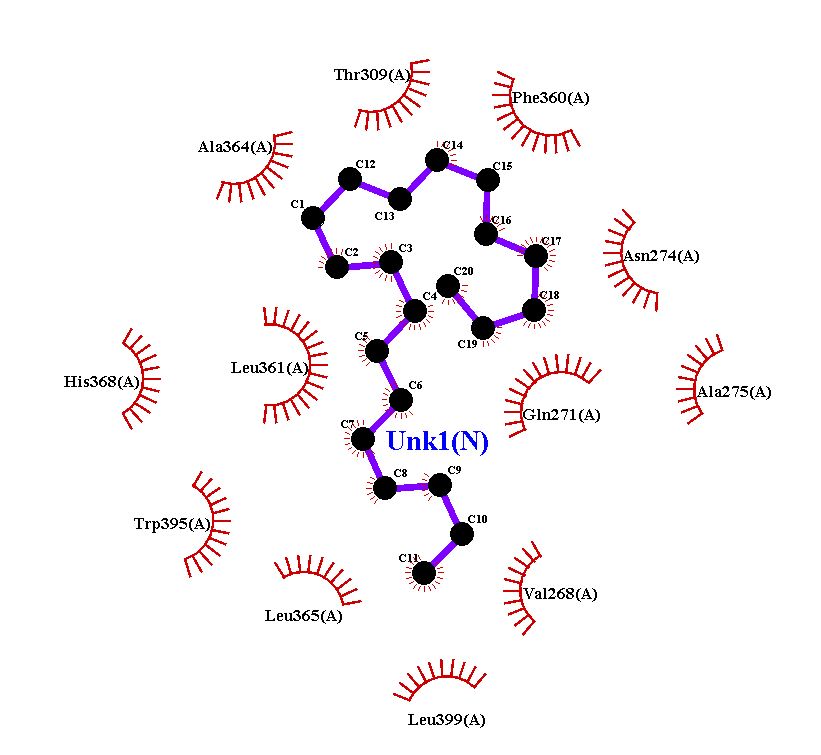 Thr309(A)
Phe360(A)
Ala364(A)
C14
C12
C15
C1
C13
C16
C2
C3
C17
Asn274(A)
C20
C4
C18
C5
C19
Leu361(A)
His368(A)
Ala275(A)
C6
Gln271(A)
C7
Unk1(N)
C8
C9
Trp395(A)
C10
C11
Val268(A)
Leu365(A)
Leu399(A)